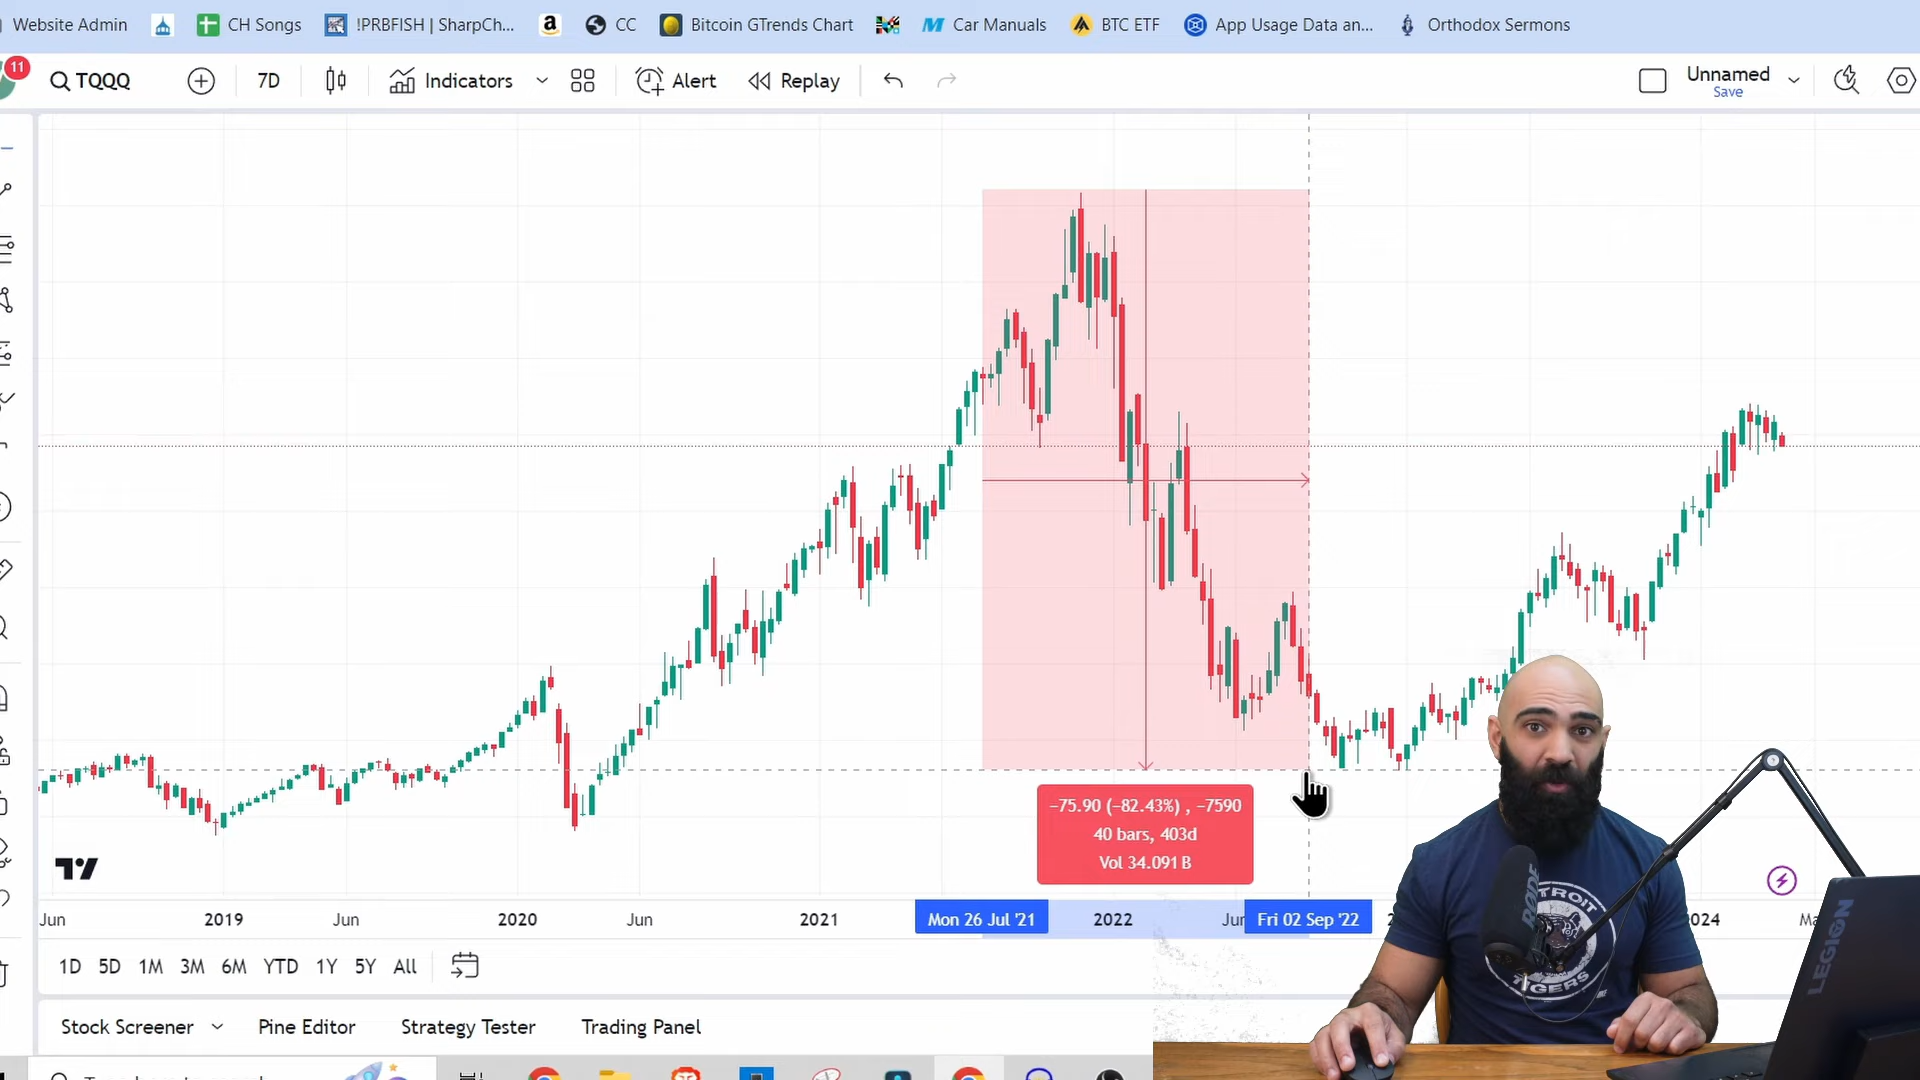 Website Admin
CH Songs
!PRBFISH | SharpCh...
CC
Bitcoin GTrends Chart
Car Manuals
BTC ETF
App Usage Data an...
Orthodox Sermons
11
TQQQ
7D
Indicators
Alert
Replay
Unnamed
Save
−75.90 (−82.43%) , −7590
40 bars, 403d
Vol 34.091 B
Jun
2019
Jun
2020
Jun
2021
Mon 26 Jul '21
2022
Fri 02 Sep '22
1D
5D
1M
3M
6M
YTD
1Y
5Y
All
Stock Screener
Pine Editor
Strategy Tester
Trading Panel
RODE
TIGERS
LEGION